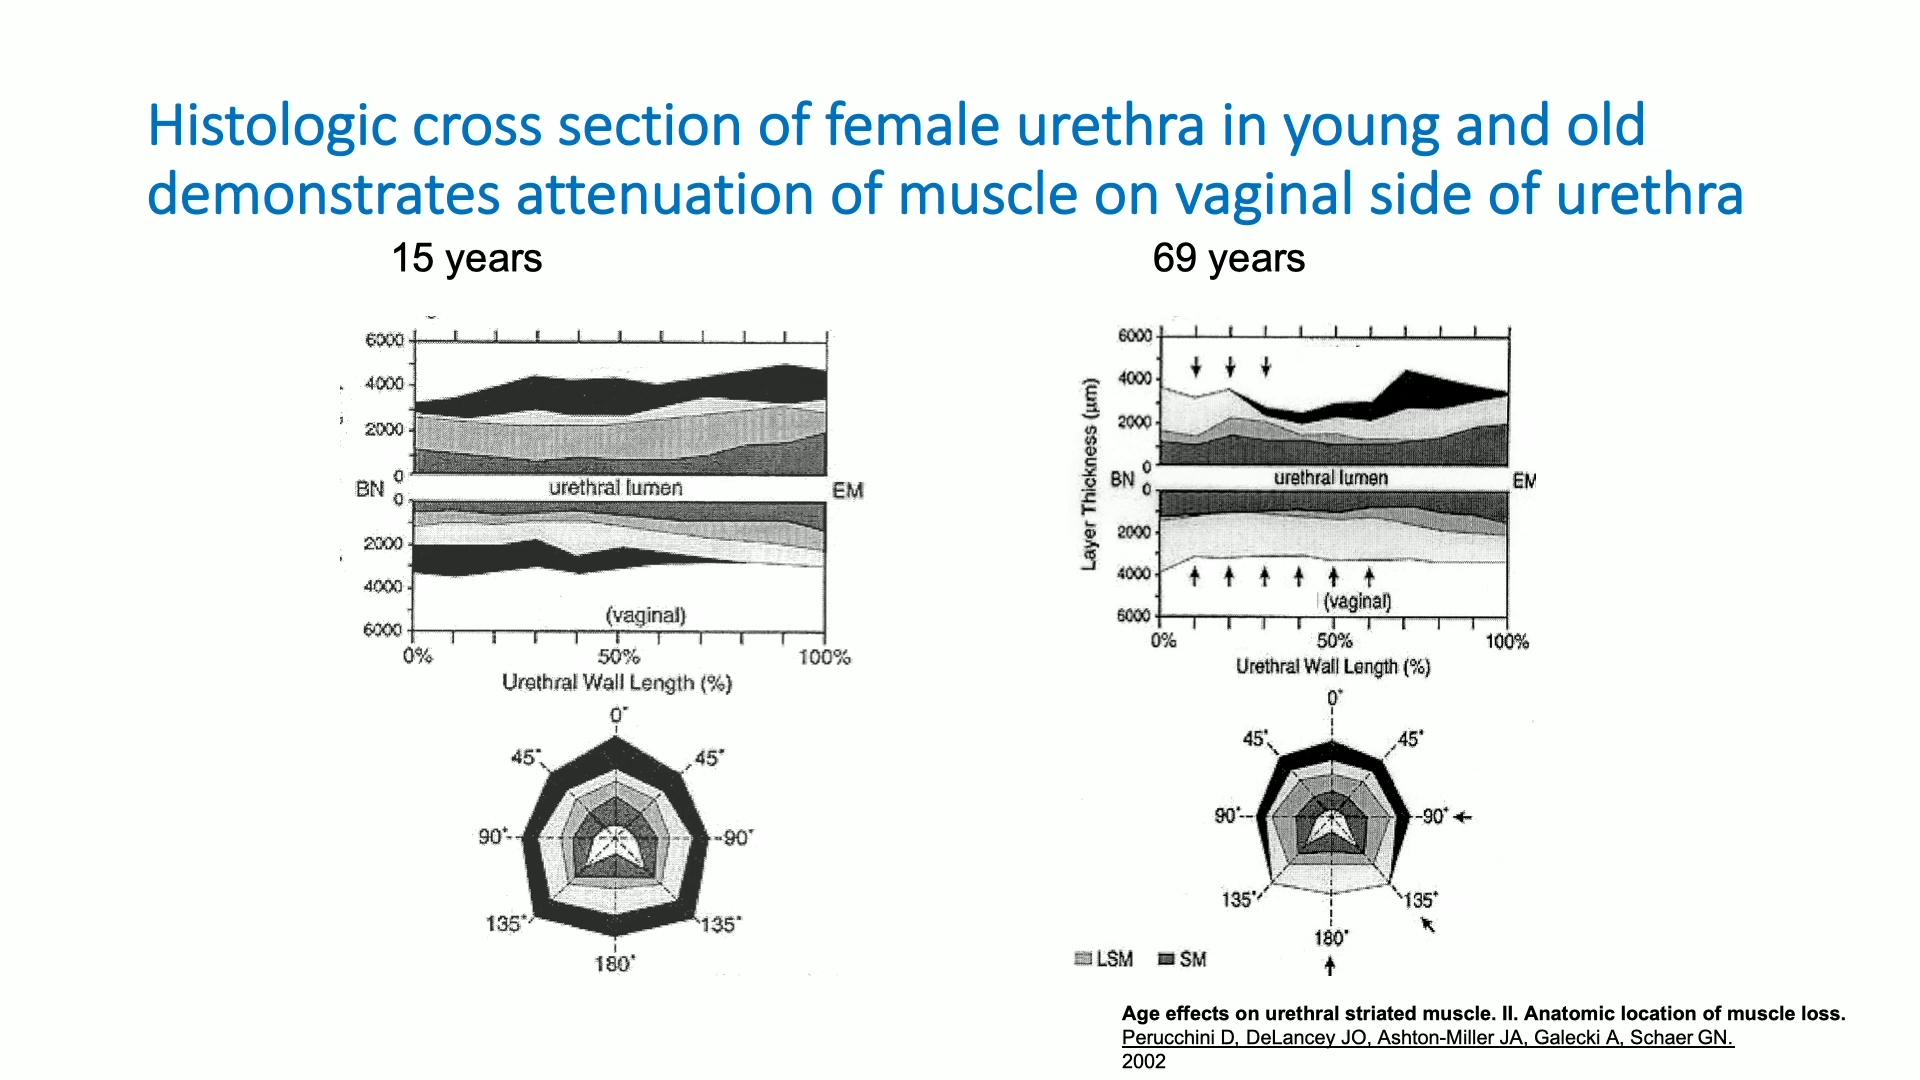 Histologic cross section of female urethra in young and old
demonstrates attenuation of muscle on vaginal side of urethra
15 years
6000
4000
2000
0
BN
urethral lumen
EM
0
2000
4000
(vaginal)
6000
0%
50%
100%
Urethral Wall Length (%)
0°
45°
45°
90°
90°
135°
135°
180°
69 years
Layer Thickness (µm)
6000
4000
2000
0
BN
urethral lumen
EM
0
2000
4000
(vaginal)
6000
0%
50%
100%
Urethral Wall Length (%)
0°
45°
45°
90°
90°
135°
135°
180°
LSM
SM
Age effects on urethral striated muscle. II. Anatomic location of muscle loss.
Perucchini D, DeLancey JO, Ashton-Miller JA, Galecki A, Schaer GN.
2002